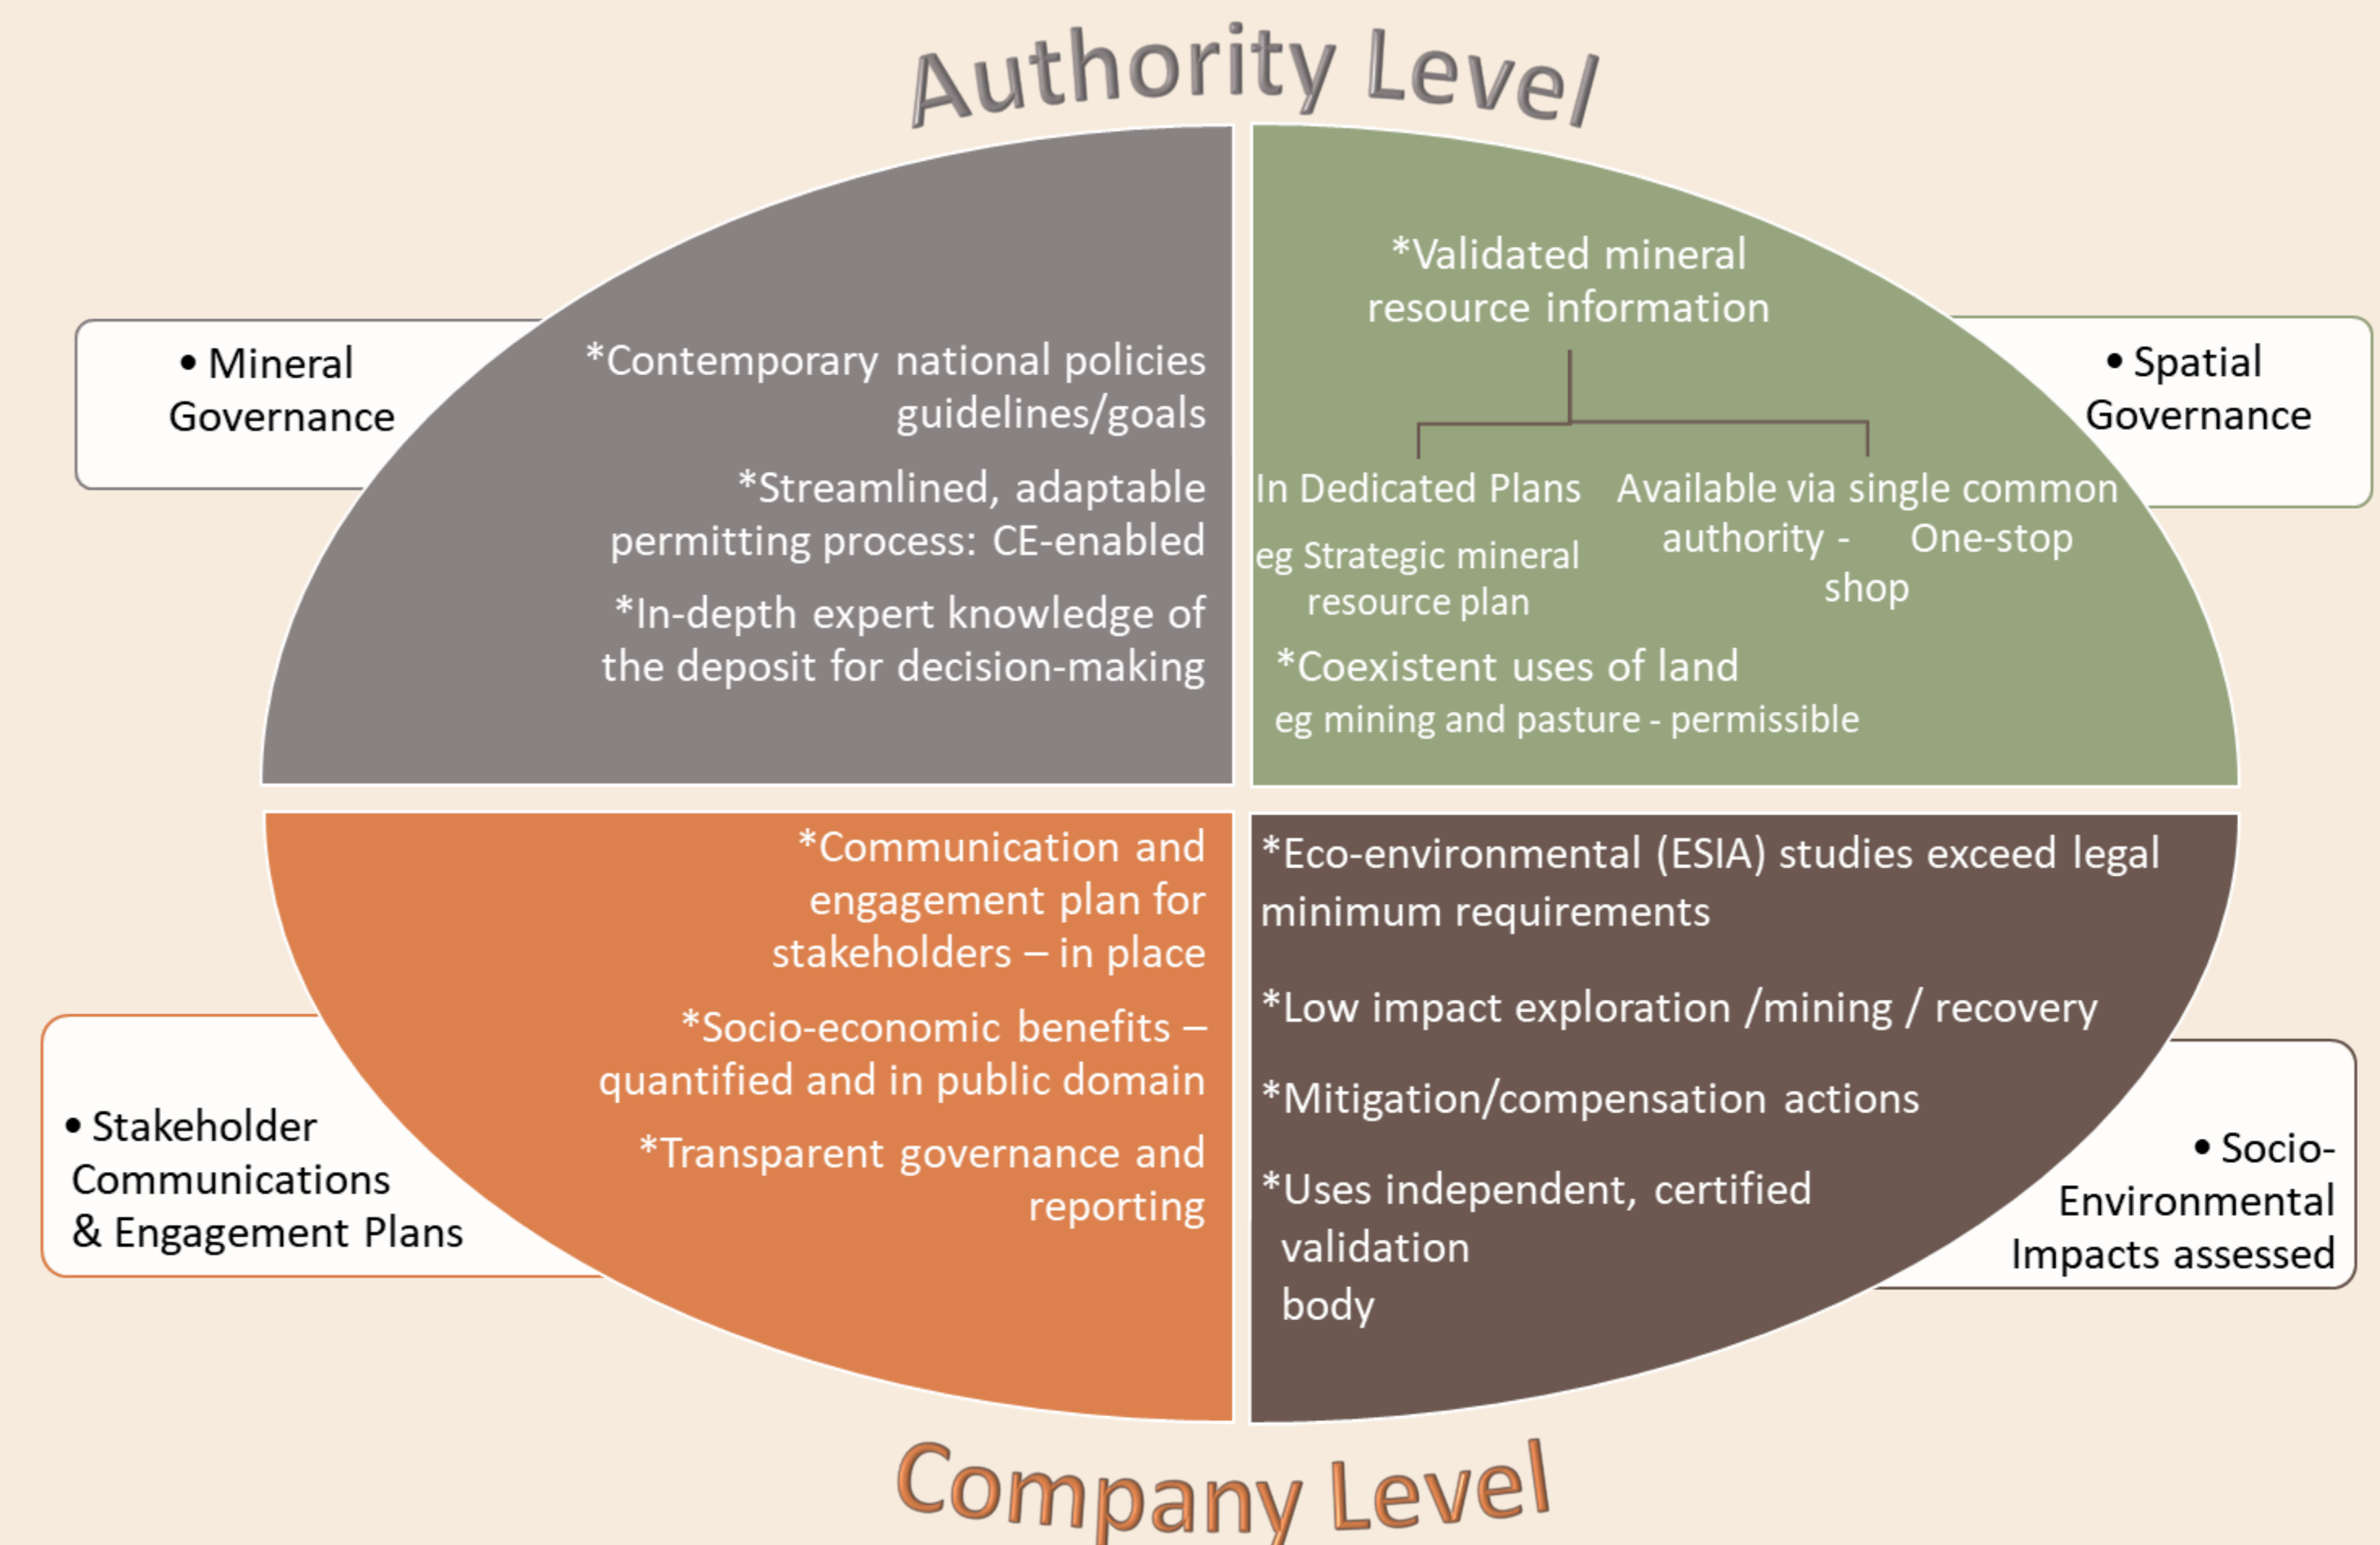 Authority Level
• Mineral
Governance
*Contemporary national policies
guidelines/goals
*Streamlined, adaptable
permitting process: CE-enabled
*In-depth expert knowledge of
the deposit for decision-making
*Validated mineral
resource information
In Dedicated Plans
eg Strategic mineral
resource plan
Available via single common
authority - One-stop
shop
*Coexistent uses of land
eg mining and pasture - permissible
• Spatial
Governance
*Communication and
engagement plan for
stakeholders – in place
*Socio-economic benefits –
quantified and in public domain
*Transparent governance and
reporting
• Stakeholder
Communications
& Engagement Plans
*Eco-environmental (ESIA) studies exceed legal
minimum requirements
*Low impact exploration /mining / recovery
*Mitigation/compensation actions
*Uses independent, certified
validation
body
• Socio-
Environmental
Impacts assessed
Company Level